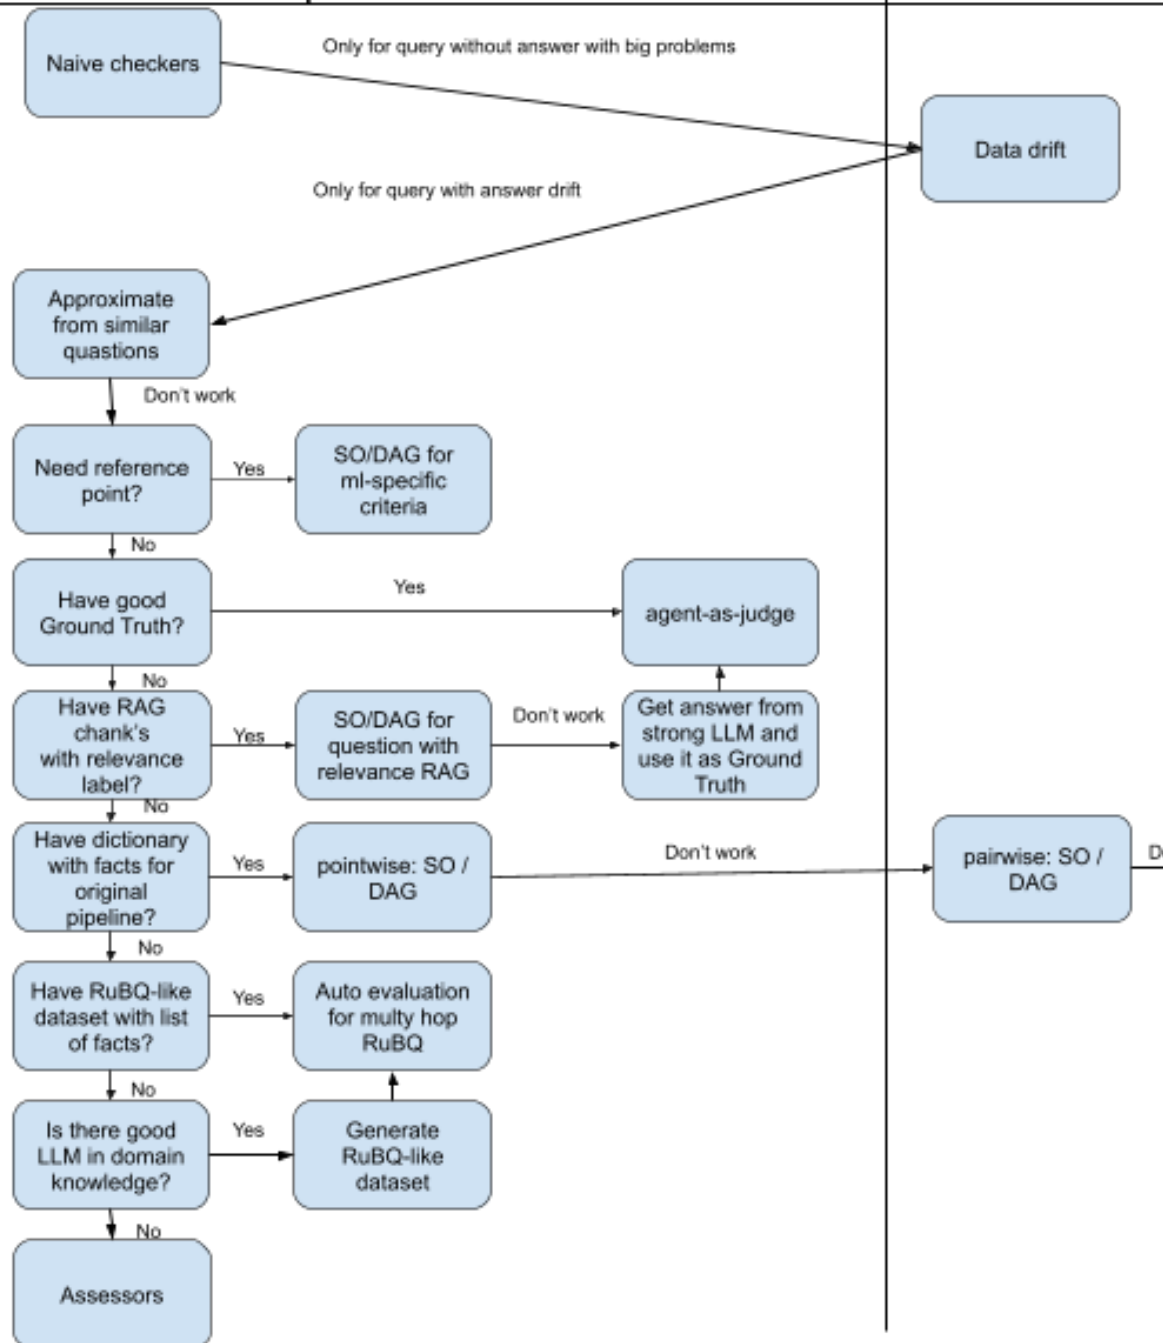 Naive checkers
Only for query without answer with big problems
Data drift
Only for query with answer drift
Approximate
from similar
quastions
Don't work
Need reference
point?
Yes
SO/DAG for
ml-specific
criteria
No
Have good
Ground Truth?
Yes
agent-as-judge
No
Have RAG
chank's
with relevance
label?
Yes
SO/DAG for
question with
relevance RAG
Don't work
Get answer from
strong LLM and
use it as Ground
Truth
No
Have dictionary
with facts for
original
pipeline?
Yes
pointwise: SO /
DAG
Don't work
pairwise: SO /
DAG
No
Have RuBQ-like
dataset with list
of facts?
Yes
Auto evaluation
for multy hop
RuBQ
No
Is there good
LLM in domain
knowledge?
Yes
Generate
RuBQ-like
dataset
No
Assessors